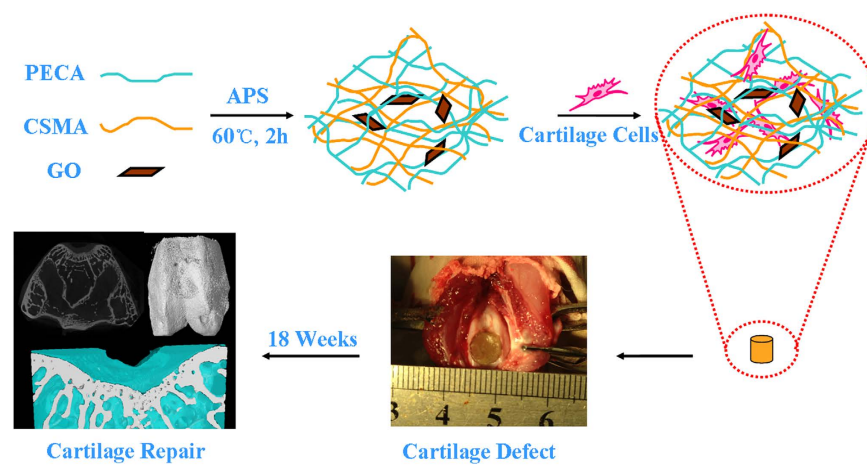 PECA
CSMA
GO
APS
60℃, 2h
Cartilage Cells
18 Weeks
3 4 5 6
Cartilage Repair
Cartilage Defect